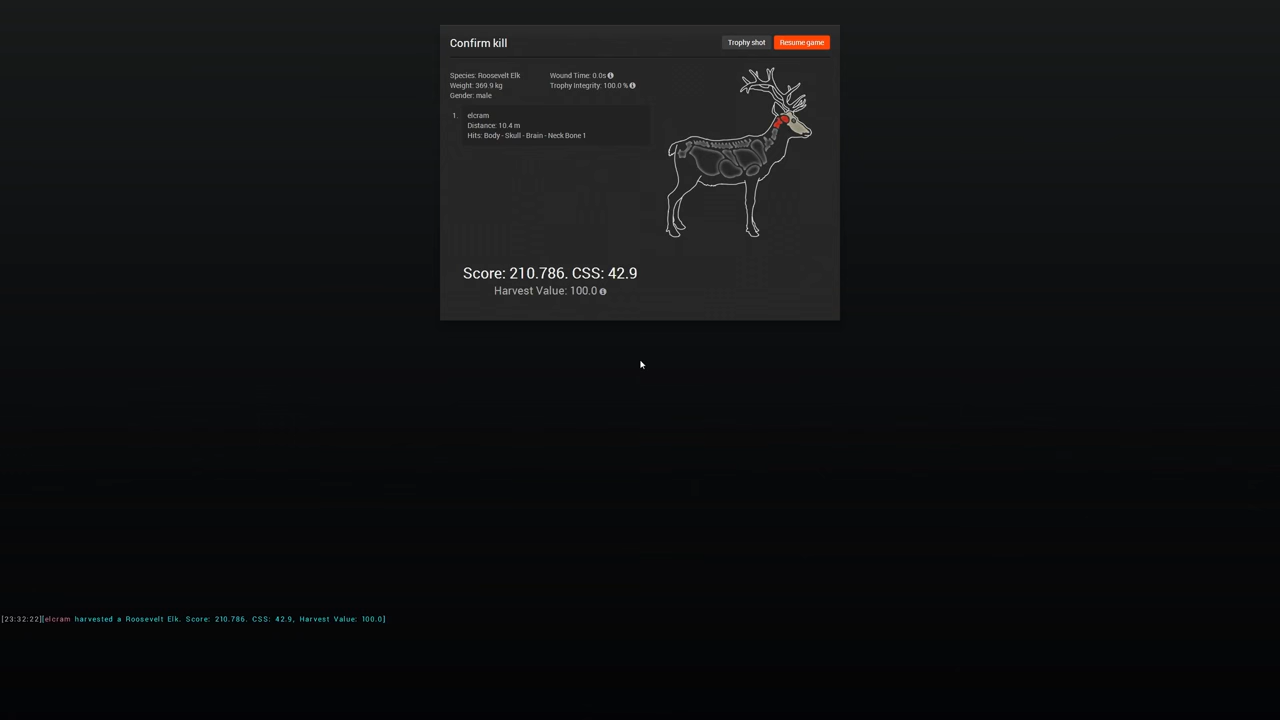 Confirm kill
Trophy shot
Resume game
Species: Roosevelt Elk
Weight: 369.9 kg
Gender: male
Wound Time: 0.0s
Trophy Integrity: 100.0 %
1. elcram
Distance: 10.4 m
Hits: Body - Skull - Brain - Neck Bone 1
Score: 210.786. CSS: 42.9
Harvest Value: 100.0
[23:32:22][elcram harvested a Roosevelt Elk. Score: 210.786. CSS: 42.9, Harvest Value: 100.0]